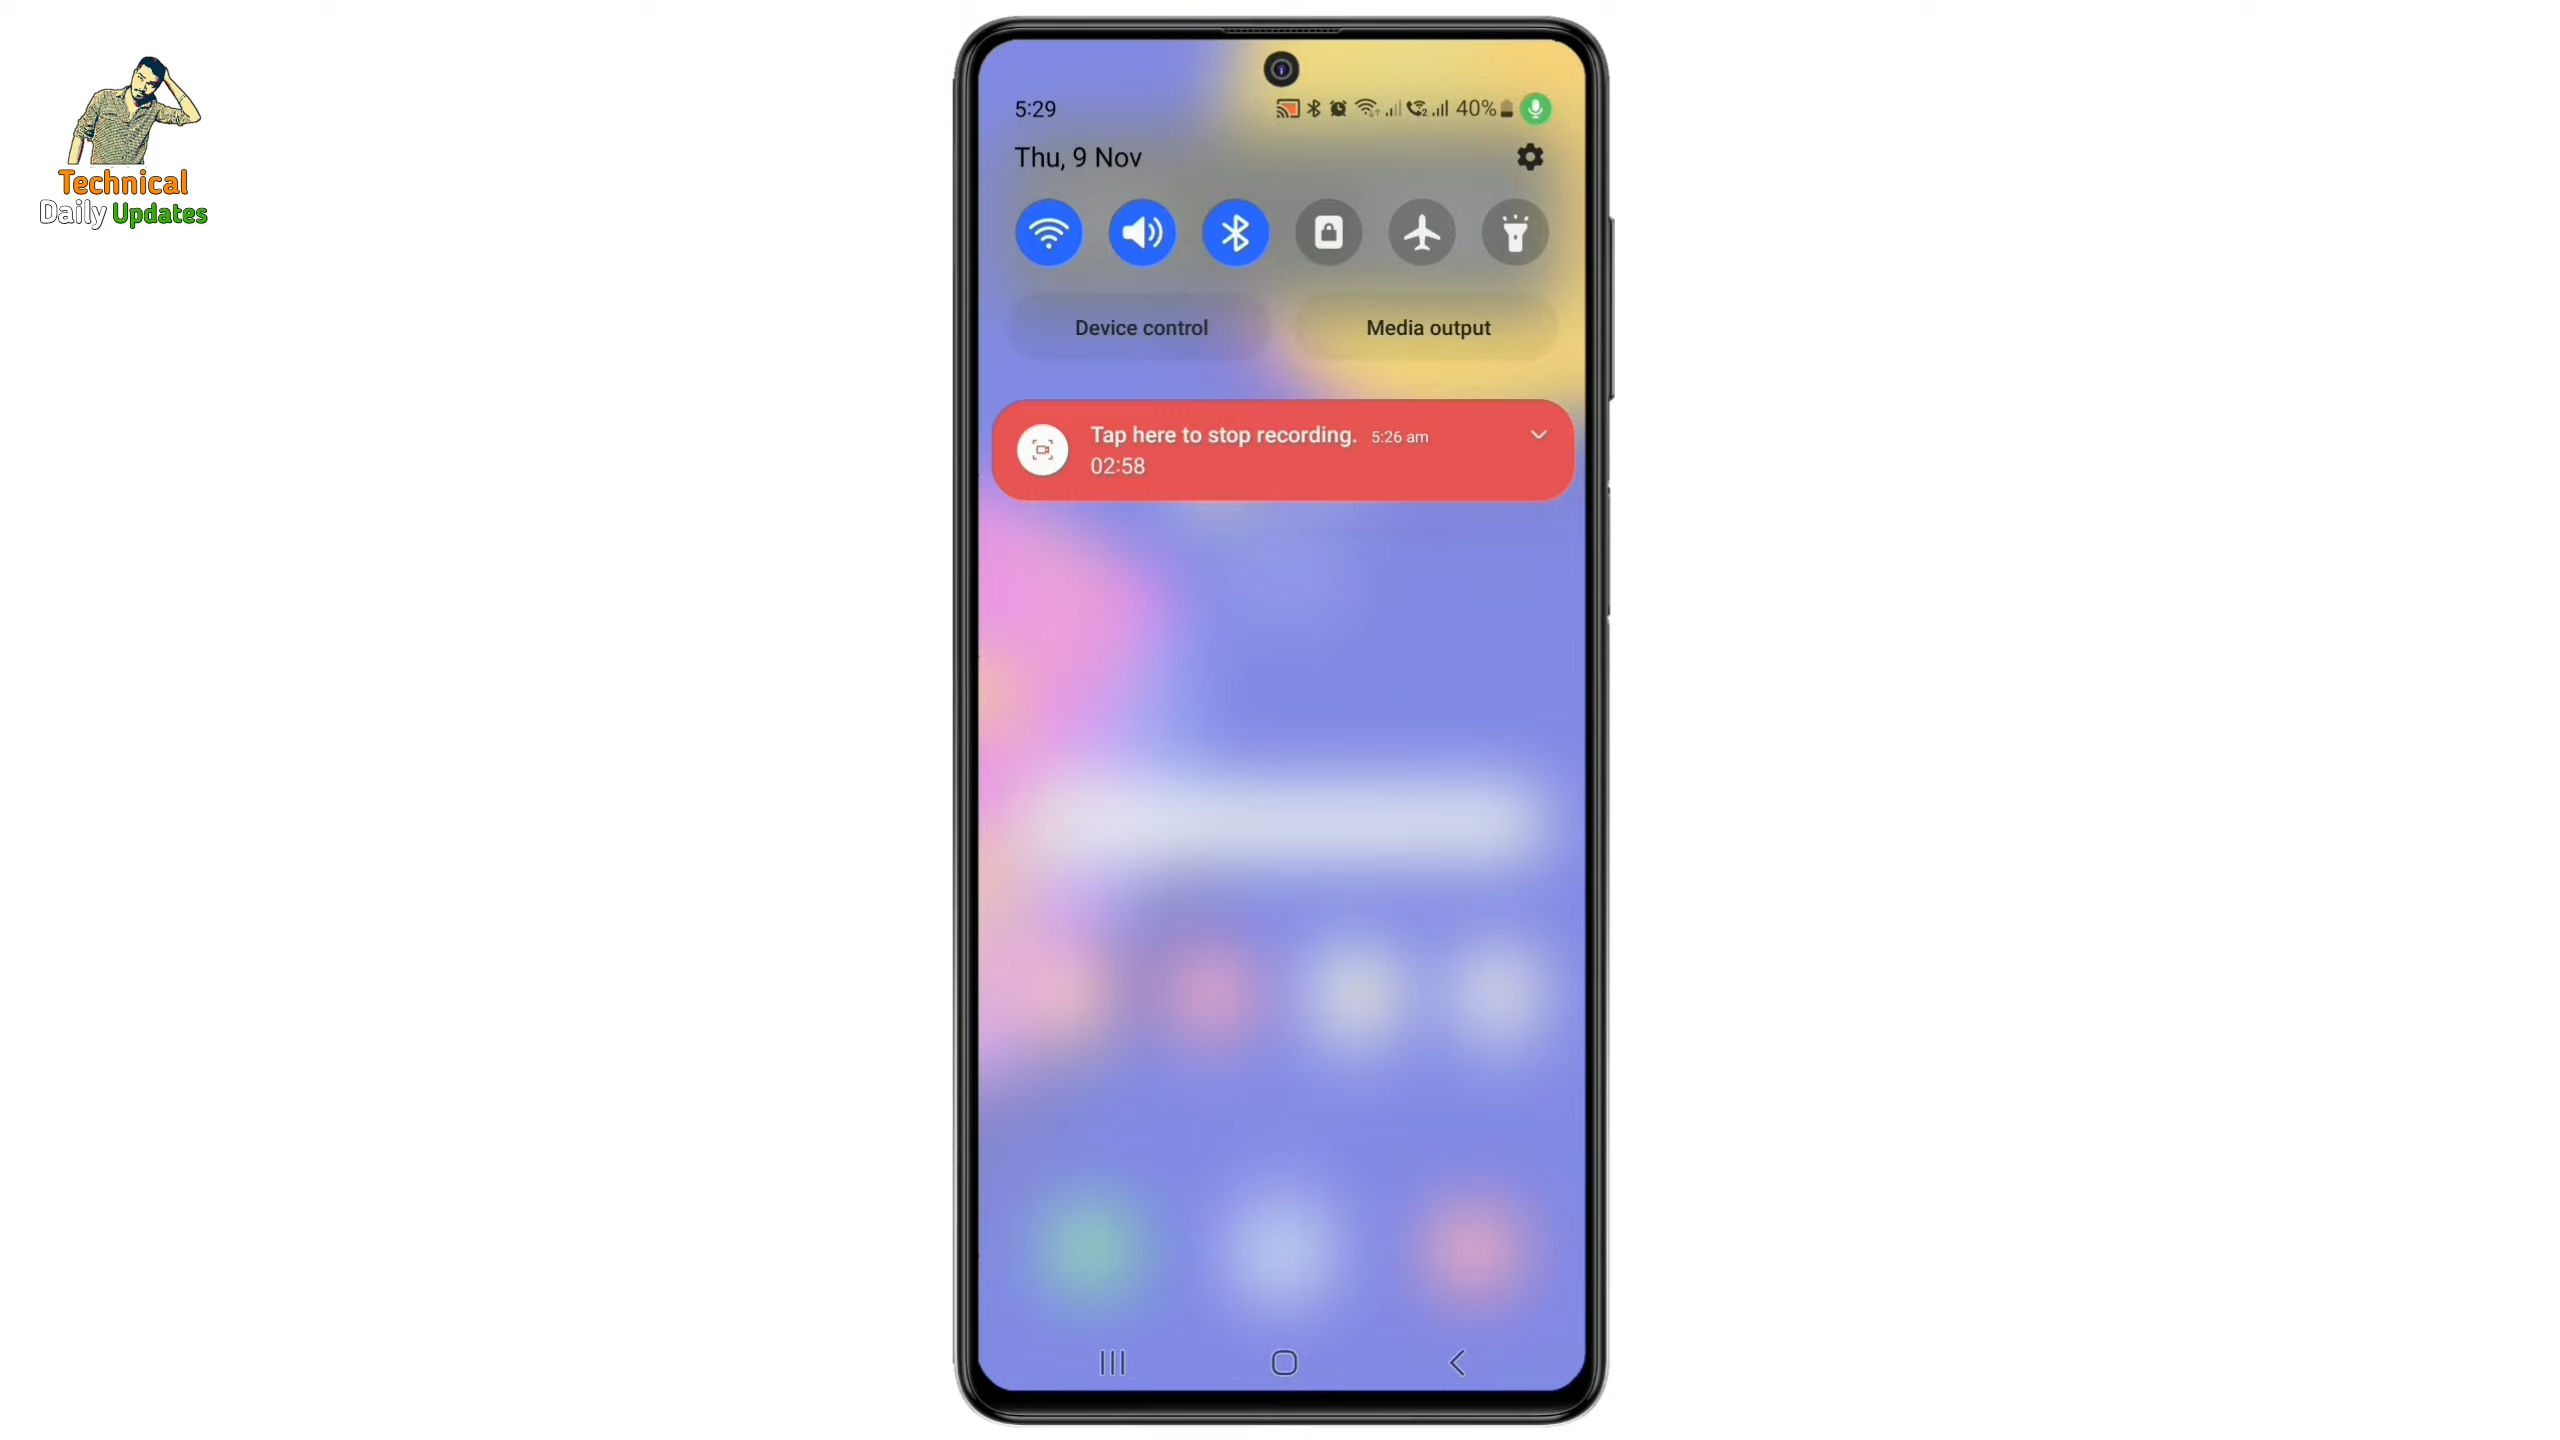 Technical
Daily Updates
5:29
40%
Thu, 9 Nov
Device control
Media output
Tap here to stop recording. 5:26 am
02:58